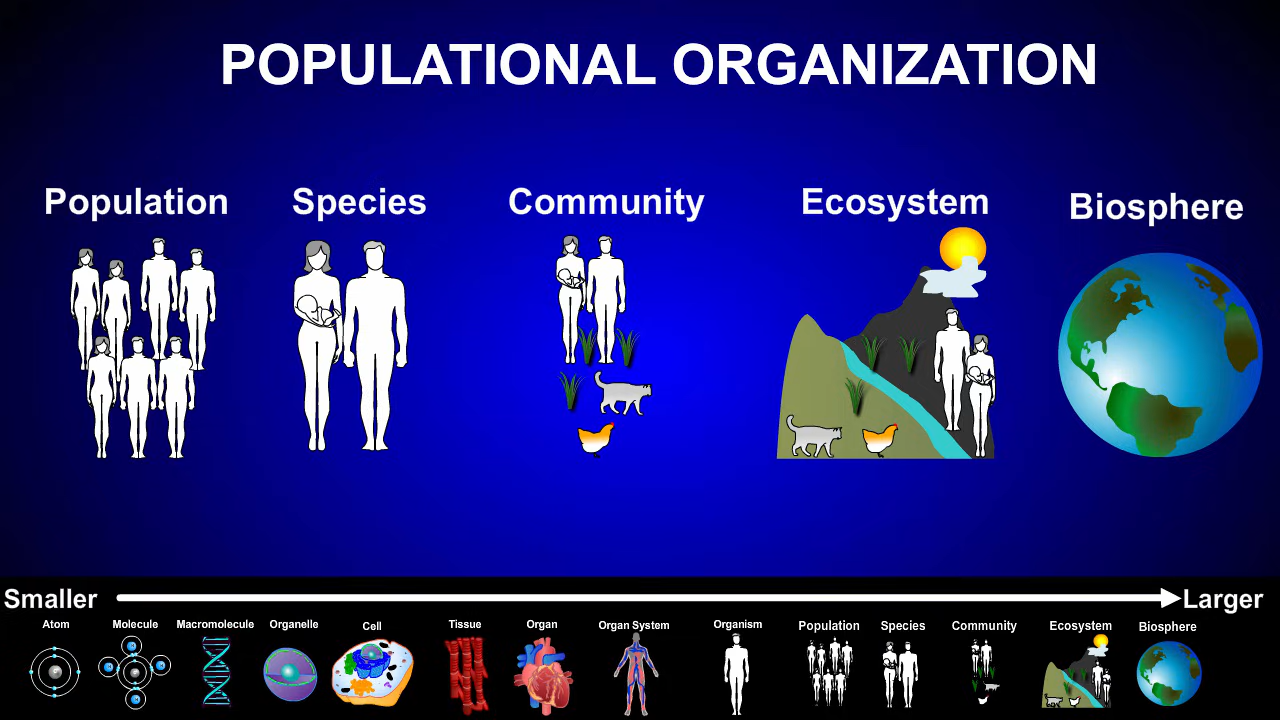 POPULATIONAL ORGANIZATION
Population Species Community Ecosystem Biosphere
Smaller Larger
Atom Molecule Macromolecule Organelle Cell Tissue Organ Organ System Organism Population Species Community Ecosystem Biosphere